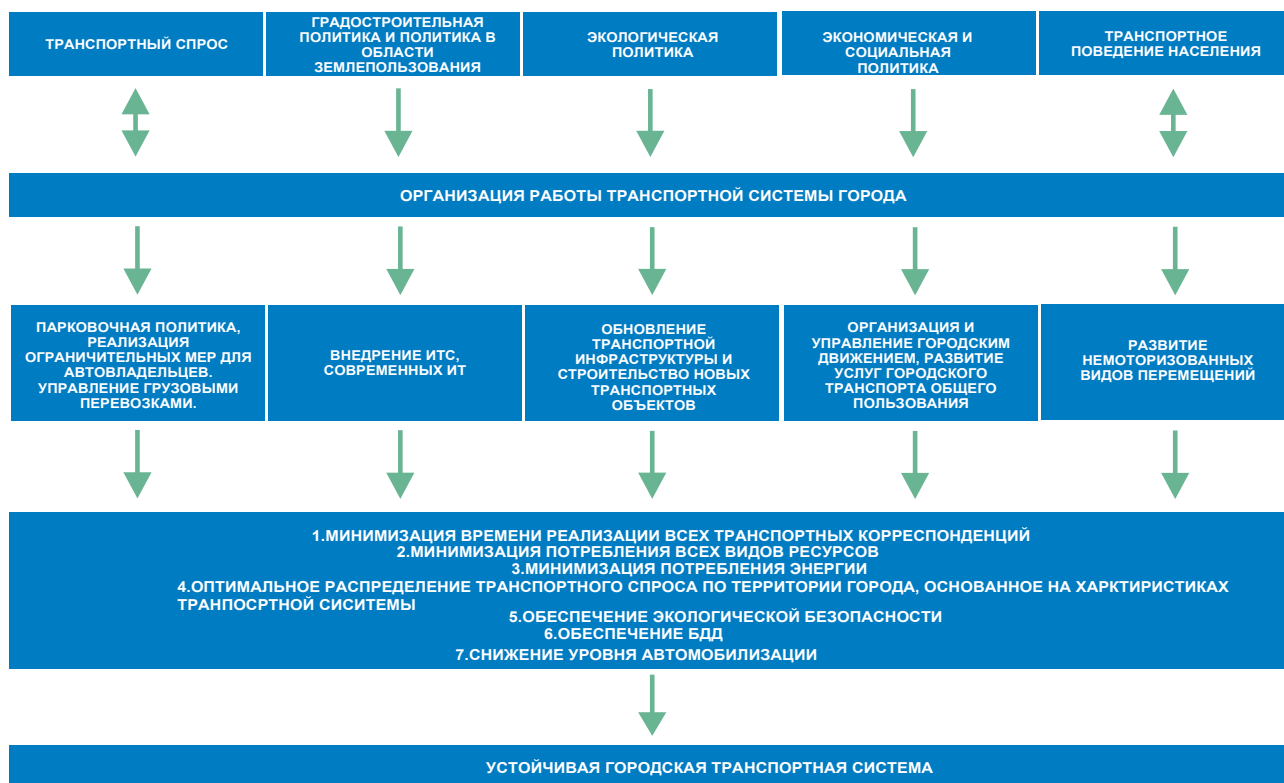 ТРАНСПОРТНЫЙ СПРОС
ГРАДОСТРОИТЕЛЬНАЯ
ПОЛИТИКА И ПОЛИТИКА В
ОБЛАСТИ
ЗЕМЛЕПОЛЬЗОВАНИЯ
ЭКОЛОГИЧЕСКАЯ
ПОЛИТИКА
ЭКОНОМИЧЕСКАЯ И
СОЦИАЛЬНАЯ
ПОЛИТИКА
ТРАНСПОРТНОЕ
ПОВЕДЕНИЕ НАСЕЛЕНИЯ
ОРГАНИЗАЦИЯ РАБОТЫ ТРАНСПОРТНОЙ СИСТЕМЫ ГОРОДА
ПАРКОВОЧНАЯ ПОЛИТИКА,
РЕАЛИЗАЦИЯ
ОГРАНИЧИТЕЛЬНЫХ МЕР ДЛЯ
АВТОВЛАДЕЛЬЦЕВ.
УПРАВЛЕНИЕ ГРУЗОВЫМИ
ПЕРЕВОЗКАМИ.
ВНЕДРЕНИЕ ИТС,
СОВРЕМЕННЫХ ИТ
ОБНОВЛЕНИЕ
ТРАНСПОРТНОЙ
ИНФРАСТРУКТУРЫ И
СТРОИТЕЛЬСТВО НОВЫХ
ТРАНСПОРТНЫХ
ОБЪЕКТОВ
ОРГАНИЗАЦИЯ И
УПРАВЛЕНИЕ ГОРОДСКИМ
ДВИЖЕНИЕМ, РАЗВИТИЕ
УСЛУГ ГОРОДСКОГО
ТРАНСПОРТА ОБЩЕГО
ПОЛЬЗОВАНИЯ
РАЗВИТИЕ
НЕМОТОРИЗОВАННЫХ
ВИДОВ ПЕРЕМЕЩЕНИЙ
1.МИНИМИЗАЦИЯ ВРЕМЕНИ РЕАЛИЗАЦИИ ВСЕХ ТРАНСПОРТНЫХ КОРРЕСПОНДЕНЦИЙ
2.МИНИМИЗАЦИЯ ПОТРЕБЛЕНИЯ ВСЕХ ВИДОВ РЕСУРСОВ
3.МИНИМИЗАЦИЯ ПОТРЕБЛЕНИЯ ЭНЕРГИИ
4.ОПТИМАЛЬНОЕ РАСПРЕДЕЛЕНИЕ ТРАНСПОРТНОГО СПРОСА ПО ТЕРРИТОРИИ ГОРОДА, ОСНОВАННОЕ НА ХАРКТИРИСТИКАХ
ТРАНПОСРТНОЙ СИСИТЕМЫ
5.ОБЕСПЕЧЕНИЕ ЭКОЛОГИЧЕСКОЙ БЕЗОПАСНОСТИ
6.ОБЕСПЕЧЕНИЕ БДД
7.СНИЖЕНИЕ УРОВНЯ АВТОМОБИЛИЗАЦИИ
УСТОЙЧИВАЯ ГОРОДСКАЯ ТРАНСПОРТНАЯ СИСТЕМА